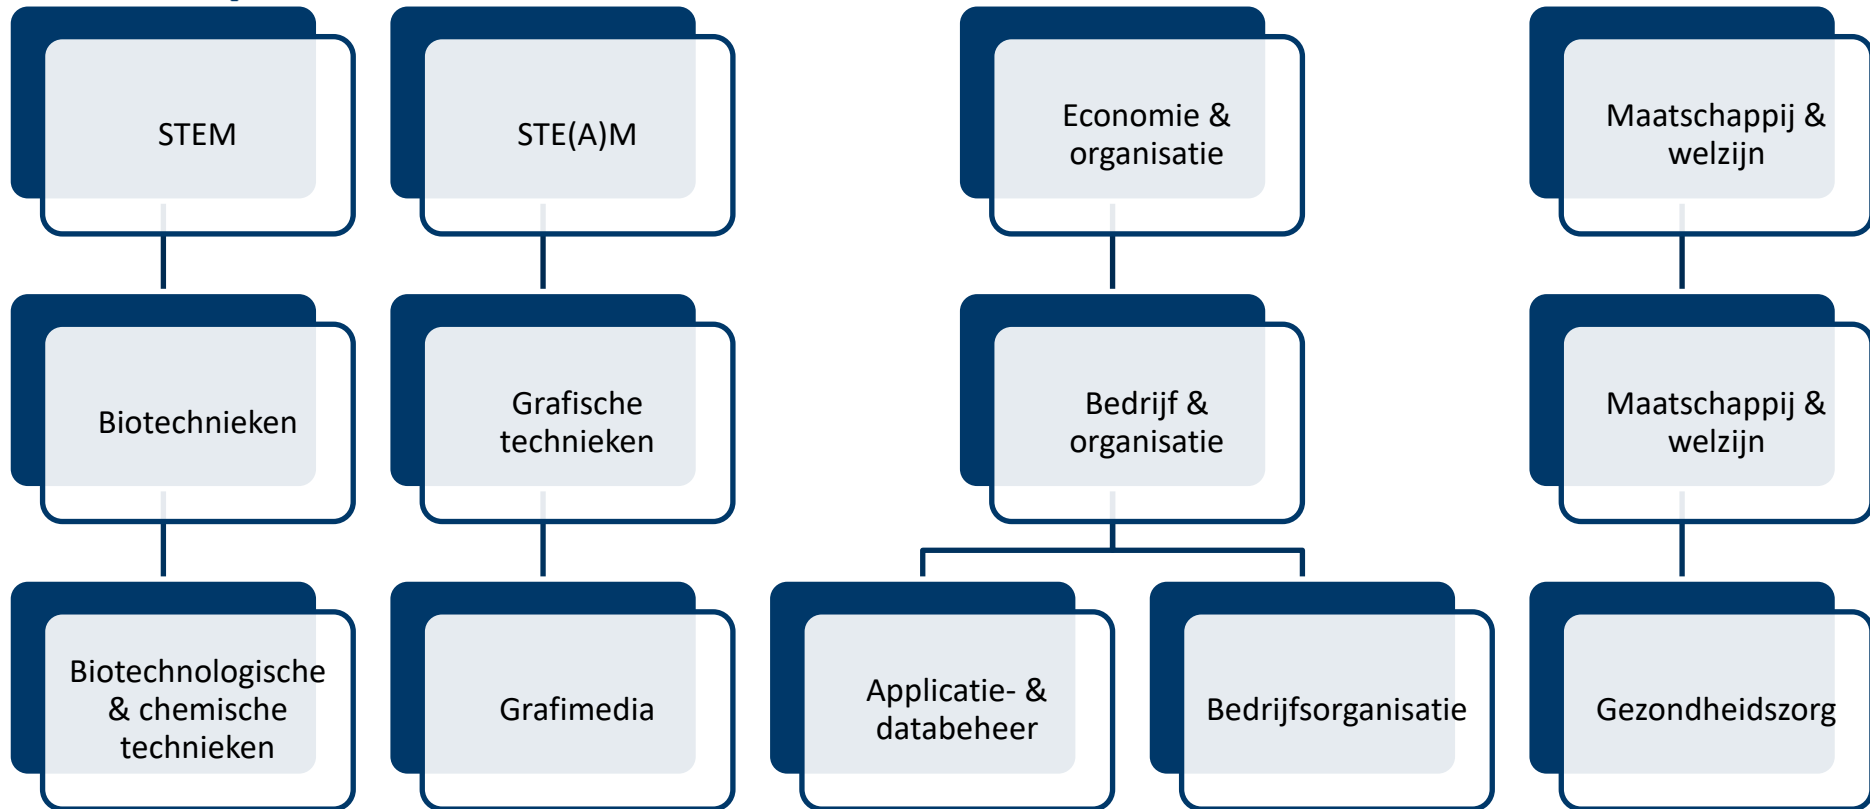 STEM
STE(A)M
Economie &
organisatie
Maatschappij &
welzijn
Biotechnieken
Grafische
technieken
Bedrijf &
organisatie
Maatschappij &
welzijn
Biotechnologische
& chemische
technieken
Grafimedia
Applicatie- &
databeheer
Bedrijfsorganisatie
Gezondheidszorg